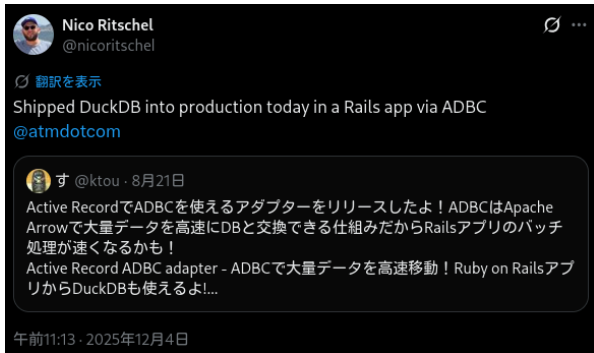 Nico Ritschel
@nicoritschel
翻訳を表示
Shipped DuckDB into production today in a Rails app via ADBC
@atmdotcom
す @ktou · 8月21日
Active RecordでADBCを使えるアダプターをリリースしたよ！ADBCはApache
Arrowで大量データを高速にDBと交換できる仕組みだからRailsアプリのバッチ
処理が速くなるかも！
Active Record ADBC adapter - ADBCで大量データを高速移動！Ruby on Railsアプ
リからDuckDBも使えるよ!...
午前11:13 · 2025年12月4日